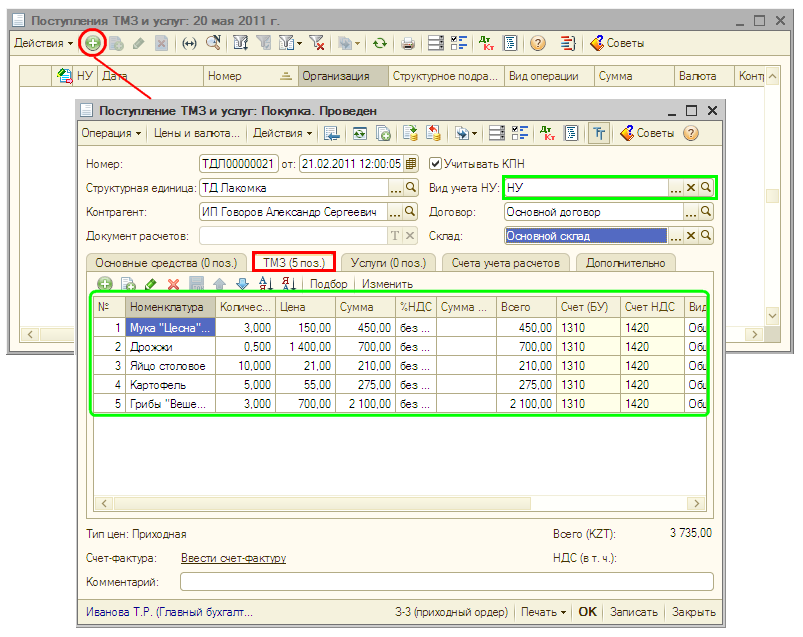 Поступления ТМЗ и услуг: 20 мая 2011 г.
Действия Советы
НУ Дата Номер Организация Структурное подра... Вид операции Сумма Валюта Конт
Поступление ТМЗ и услуг: Покупка. Проведен
Операция Цены и валюта... Действия Советы
Номер: ТДЛ00000021 от: 21.02.2011 12:00:05 Учитывать КПН
Структурная единица: ТД Лакомка Вид учета НУ: НУ
Контрагент: ИП Говоров Александр Сергеевич Договор: Основной договор
Документ расчетов: Склад: Основной склад
Основные средства (0 поз.) ТМЗ (5 поз.) Услуги (0 поз.) Счета учета расчетов Дополнительно
Подбор Изменить
№ Номенклатура Количес... Цена Сумма %НДС Сумма ... Всего Счет (БУ) Счет НДС Вид
1 Мука "Цесна"... 3,000 150,00 450,00 без ... 450,00 1310 1420 Общ
2 Дрожжи 0,500 1 400,00 700,00 без ... 700,00 1310 1420 Общ
3 Яйцо столовое 10,000 21,00 210,00 без ... 210,00 1310 1420 Общ
4 Картофель 5,000 55,00 275,00 без ... 275,00 1310 1420 Общ
5 Грибы "Веше... 3,000 700,00 2 100,00 без ... 2 100,00 1310 1420 Общ
Тип цен: Приходная Всего (KZT): 3 735,00
Счет-фактура: Ввести счет-фактуру НДС (в т. ч.):
Комментарий:
Иванова Т.Р. (Главный бухгалт... З-3 (приходный ордер) Печать OK Записать Закрыть